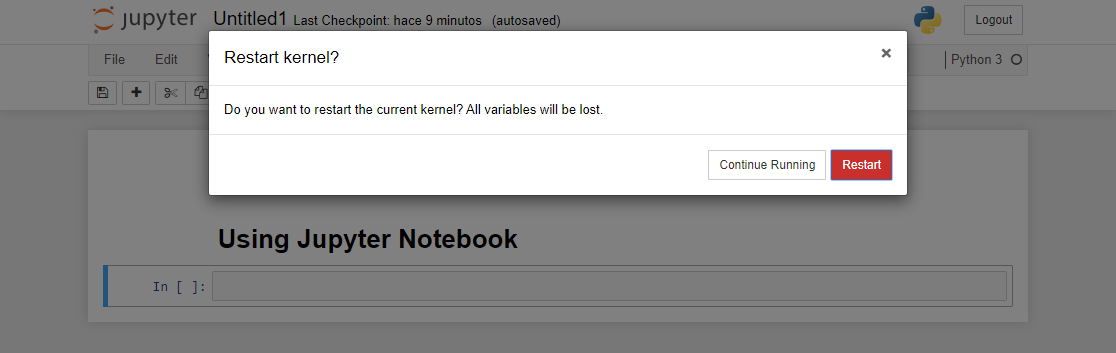 jupyter Untitled1 Last Checkpoint: hace 9 minutos (autosaved)
Logout
Restart kernel?
×
File Edit
Python 3
Do you want to restart the current kernel? All variables will be lost.
Continue Running Restart
Using Jupyter Notebook
In [ ]: